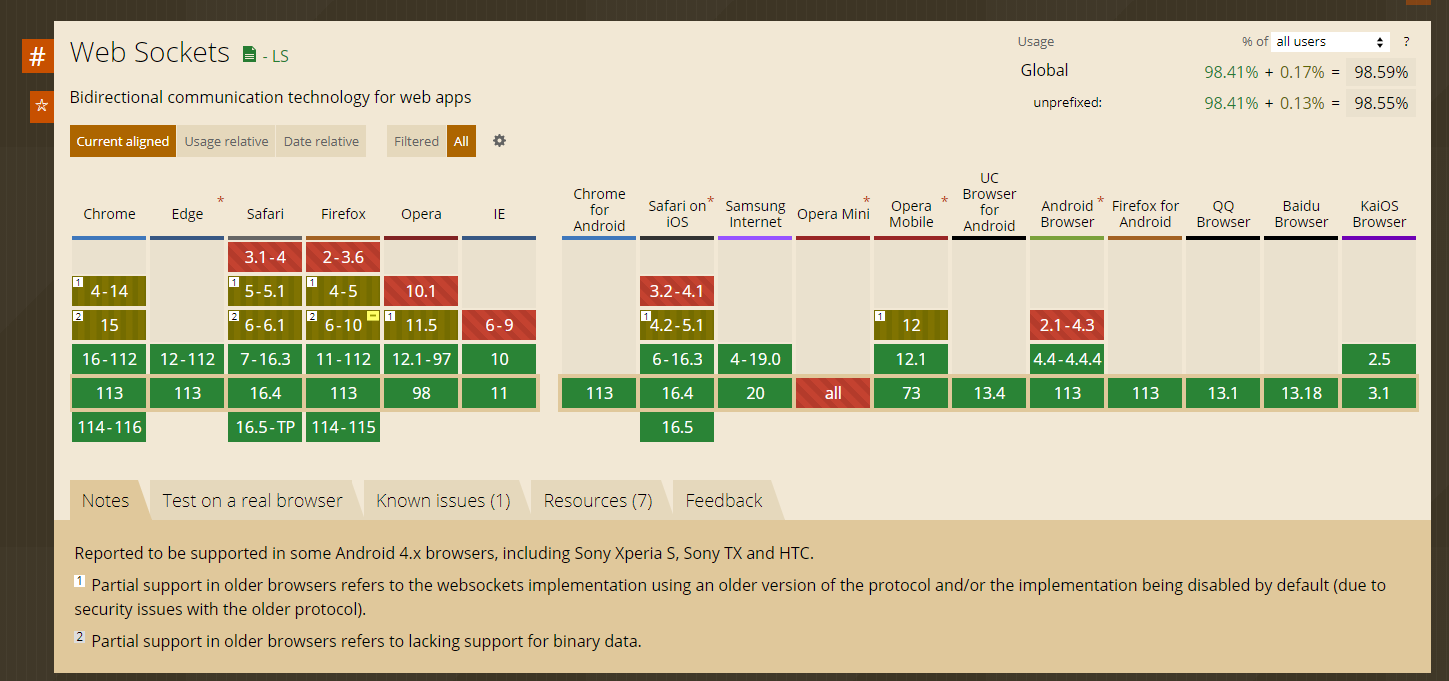 #
Web Sockets - LS
☆
Bidirectional communication technology for web apps
Usage % of all users ?
Global 98.41% + 0.17% = 98.59%
unprefixed: 98.41% + 0.13% = 98.55%
Current aligned Usage relative Date relative Filtered All
Chrome Edge * Safari Firefox Opera IE
Chrome for Android Safari on iOS * Samsung Internet Opera Mini * Opera Mobile * UC Browser for Android Android Browser * Firefox for Android QQ Browser Baidu Browser KaiOS Browser
3.1-4 2-3.6
1 4-14 1 5-5.1 1 4-5 10.1 3.2-4.1
2 15 2 6-6.1 2 6-10 1 11.5 6-9 1 4.2-5.1 1 12 2.1-4.3
16-112 12-112 7-16.3 11-112 12.1-97 10 6-16.3 4-19.0 12.1 4.4-4.4.4 2.5
113 113 16.4 113 98 11 113 16.4 20 all 73 13.4 113 113 13.1 13.18 3.1
114-116 16.5-TP 114-115 16.5
Notes Test on a real browser Known issues (1) Resources (7) Feedback
Reported to be supported in some Android 4.x browsers, including Sony Xperia S, Sony TX and HTC.
1 Partial support in older browsers refers to the websockets implementation using an older version of the protocol and/or the implementation being disabled by default (due to
security issues with the older protocol).
2 Partial support in older browsers refers to lacking support for binary data.